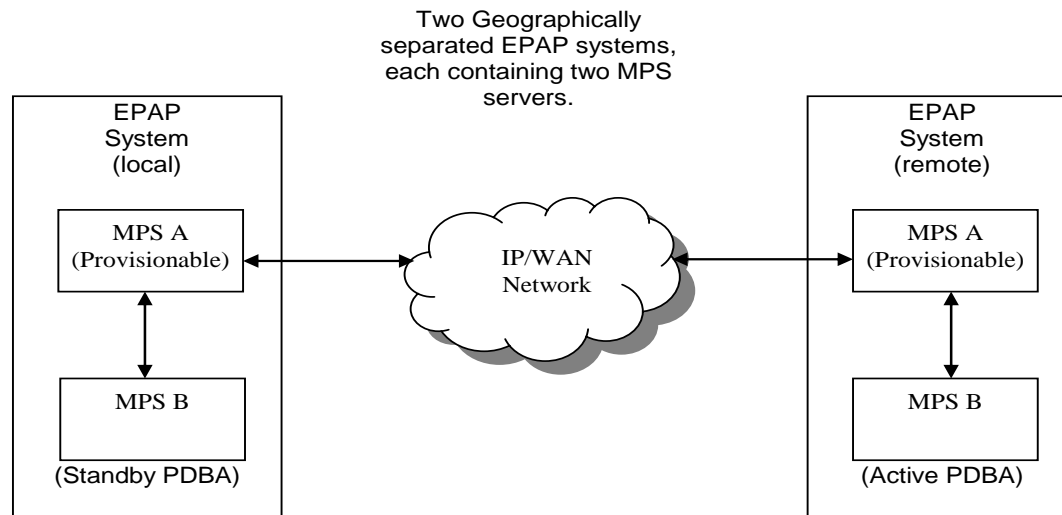 Two Geographically
separated EPAP systems,
each containing two MPS
servers.
EPAP
System
(local)
MPS A
(Provisionable)
MPS B
(Standby PDBA)
IP/WAN
Network
EPAP
System
(remote)
MPS A
(Provisionable)
MPS B
(Active PDBA)